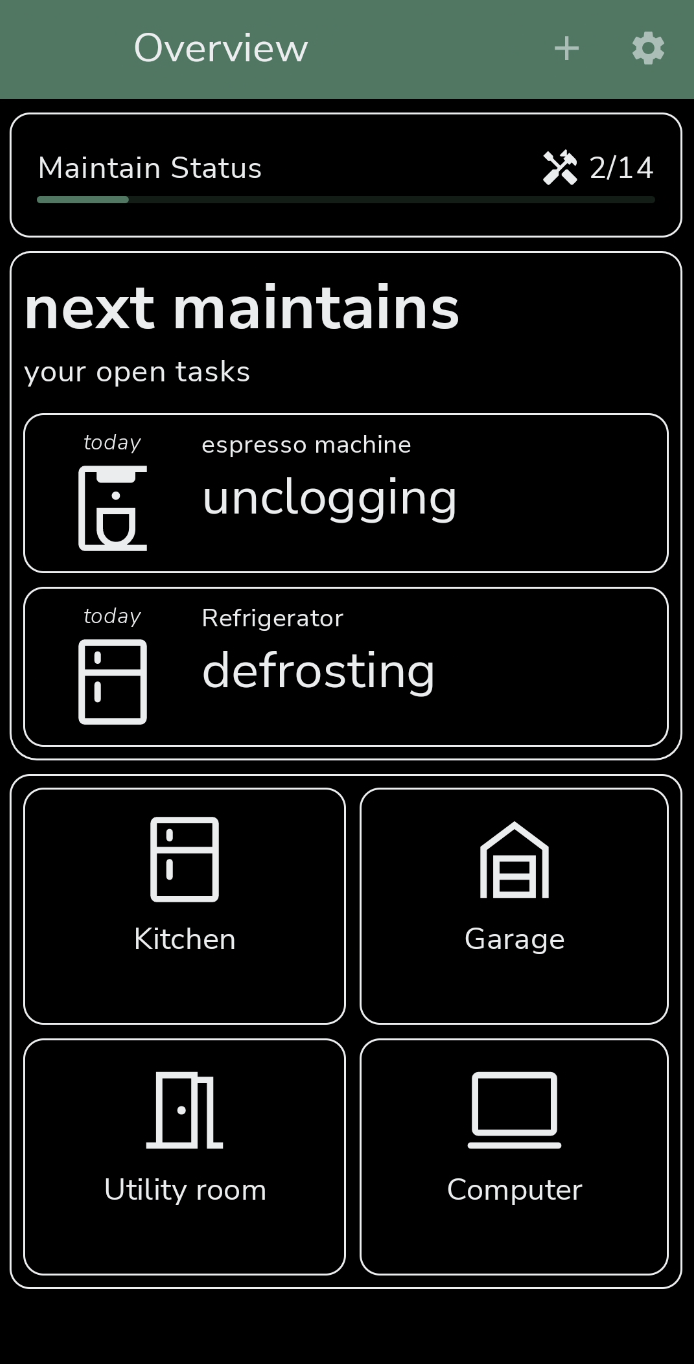 Overview
Maintain Status
2/14
next maintains
your open tasks
today
espresso machine
unclogging
today
Refrigerator
defrosting
Kitchen
Garage
Utility room
Computer